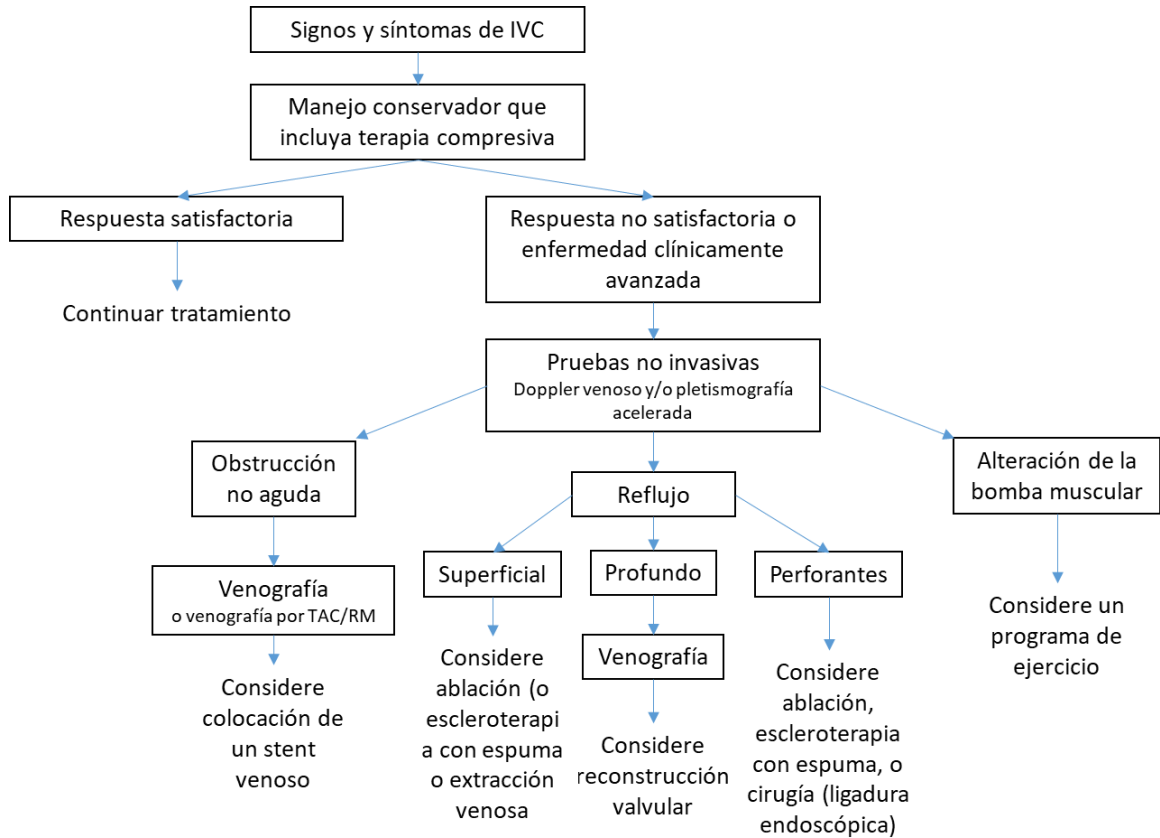 Signos y síntomas de IVC
Manejo conservador que
incluya terapia compresiva
Respuesta satisfactoria
Continuar tratamiento
Respuesta no satisfactoria o
enfermedad clínicamente
avanzada
Pruebas no invasivas
Doppler venoso y/o pletismografía
acelerada
Obstrucción
no aguda
Venografía
o venografía por TAC/RM
Considere
colocación de
un stent
venoso
Reflujo
Superficial
Considere
ablación (o
escleroterapi
a con espuma
o extracción
venosa
Profundo
Venografía
Considere
reconstrucción
valvular
Perforantes
Considere
ablación,
escleroterapia
con espuma, o
cirugía (ligadura
endoscópica)
Alteración de la
bomba muscular
Considere un
programa de
ejercicio